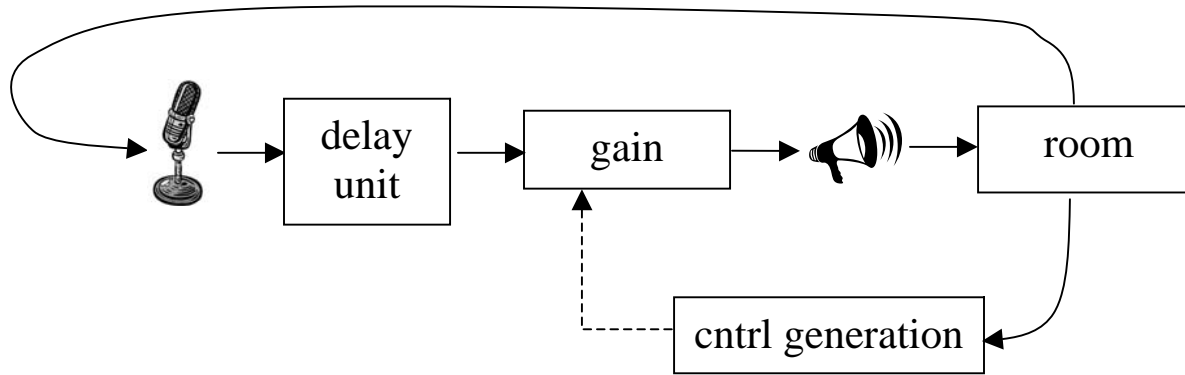 delay
unit
gain
room
cntrl generation